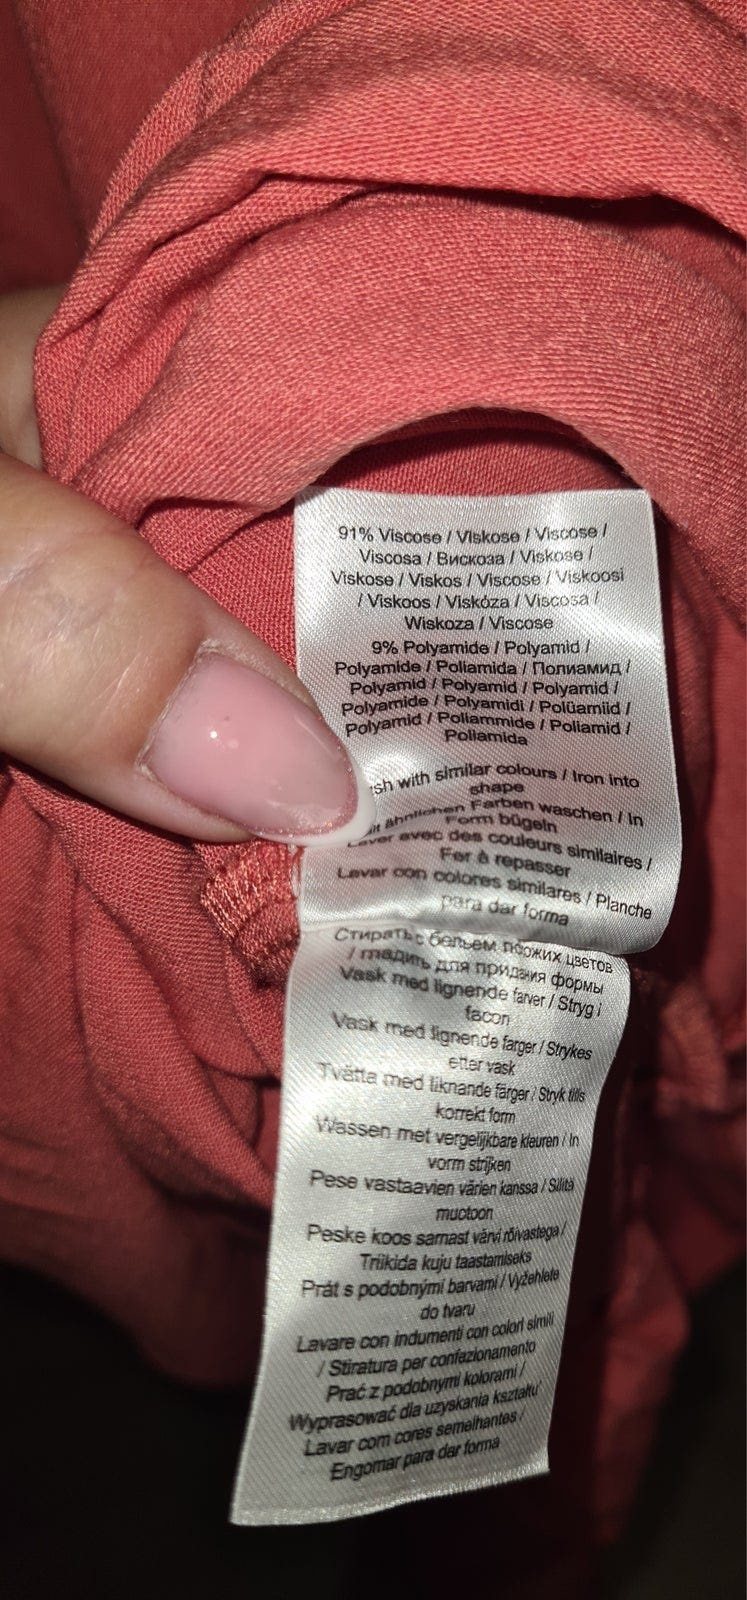 91% Viscose / Viskose / Viscose /
Viscosa / Вискоза / Viskose /
Viskose / Viskos / Viscose / Viskoosi
/ Viskoos / Viskóza / Viscosa /
Wiskoza / Viscose
9% Polyamide / Polyamid /
Polyamide / Poliamida / Полиамид /
Polyamid / Polyamid / Polyamid /
Polyamide / Polyamidi / Polüamiid /
Polyamid / Poliammide / Poliamid /
Poliamida
sh with similar colours / Iron into
shape
it ähnlichen Farben waschen / In
Form bügeln
Laver avec des couleurs similaires /
Fer à repasser
Lavar con colores similares / Planche
para dar forma
Стирать с бельем похожих цветов
/ гладить для придания формы
Vask med lignende farver / Stryg i
facon
Vask med lignende farger / Strykes
etter vask
Tvätta med liknande färger / Stryk tills
korrekt form
Wassen met vergelijkbare kleuren / In
vorm strijken
Pese vastaavien värien kanssa / Silitä
muotoon
Peske koos samast värvi rõivastega /
Triikida kuju taastamiseks
Prát s podobnými barvami / Vyžehlete
do tvaru
Lavare con indumenti con colori simili
/ Stiratura per confezionamento
Prać z podobnymi kolorami /
Wyprasować dla uzyskania kształtu
Lavar com cores semelhantes /
Engomar para dar forma